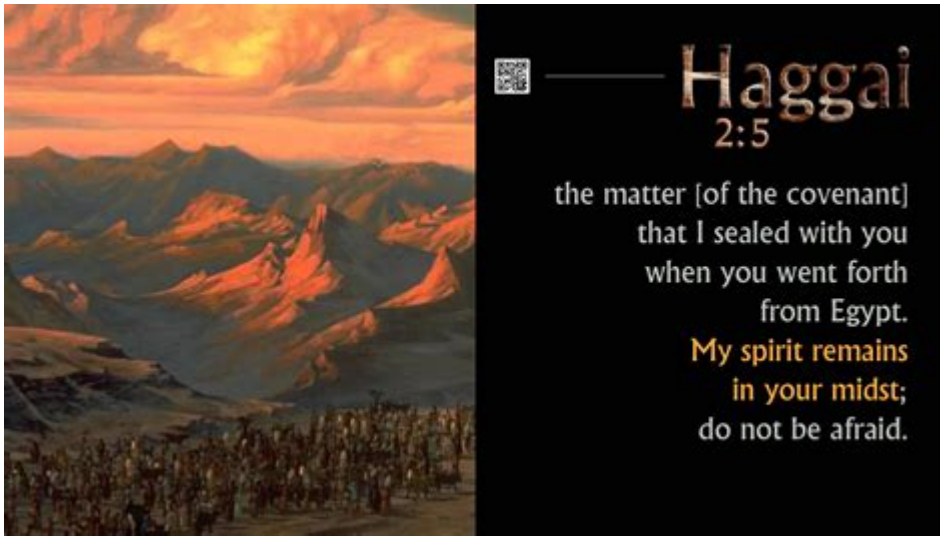 Haggai
2:5
the matter [of the covenant]
that I sealed with you
when you went forth
from Egypt.
My spirit remains
in your midst;
do not be afraid.